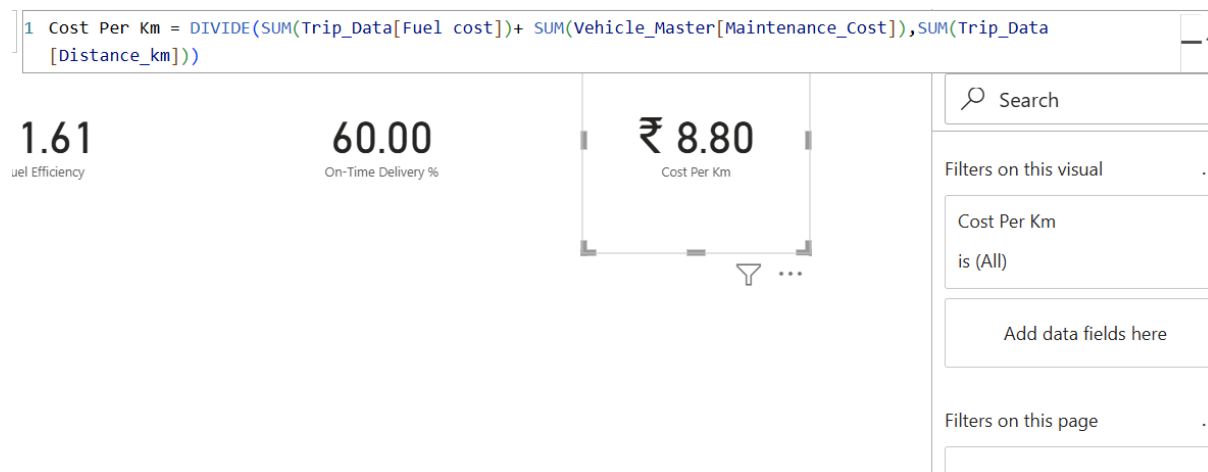 1 Cost Per Km = DIVIDE(SUM(Trip_Data[Fuel cost])+ SUM(Vehicle_Master[Maintenance_Cost]),SUM(Trip_Data
[Distance_km]))
Search
1.61
uel Efficiency
60.00
On-Time Delivery %
₹ 8.80
Cost Per Km
Filters on this visual
Cost Per Km
is (All)
Add data fields here
Filters on this page